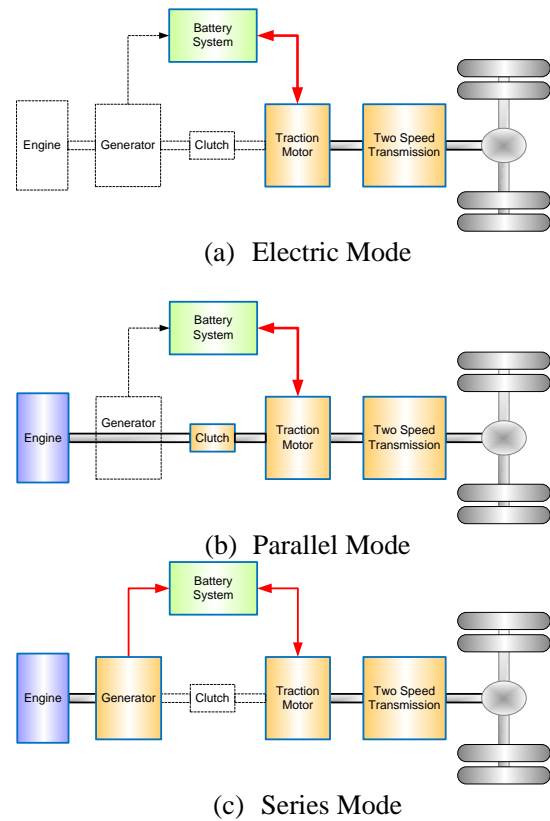 Battery
System
Engine
Generator
Clutch
Traction
Motor
Two Speed
Transmission
(a) Electric Mode
Battery
System
Engine
Generator
Clutch
Traction
Motor
Two Speed
Transmission
(b) Parallel Mode
Battery
System
Engine
Generator
Clutch
Traction
Motor
Two Speed
Transmission
(c) Series Mode